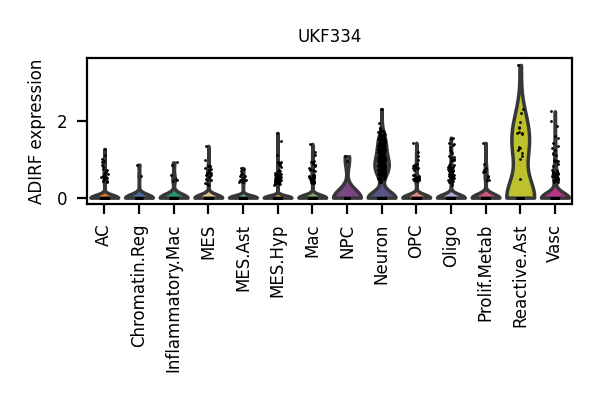 UKF334
ADIRF expression
2
0
AC
Chromatin.Reg
Inflammatory.Mac
MES
MES.Ast
MES.Hyp
Mac
NPC
Neuron
OPC
Oligo
Prolif.Metab
Reactive.Ast
Vasc